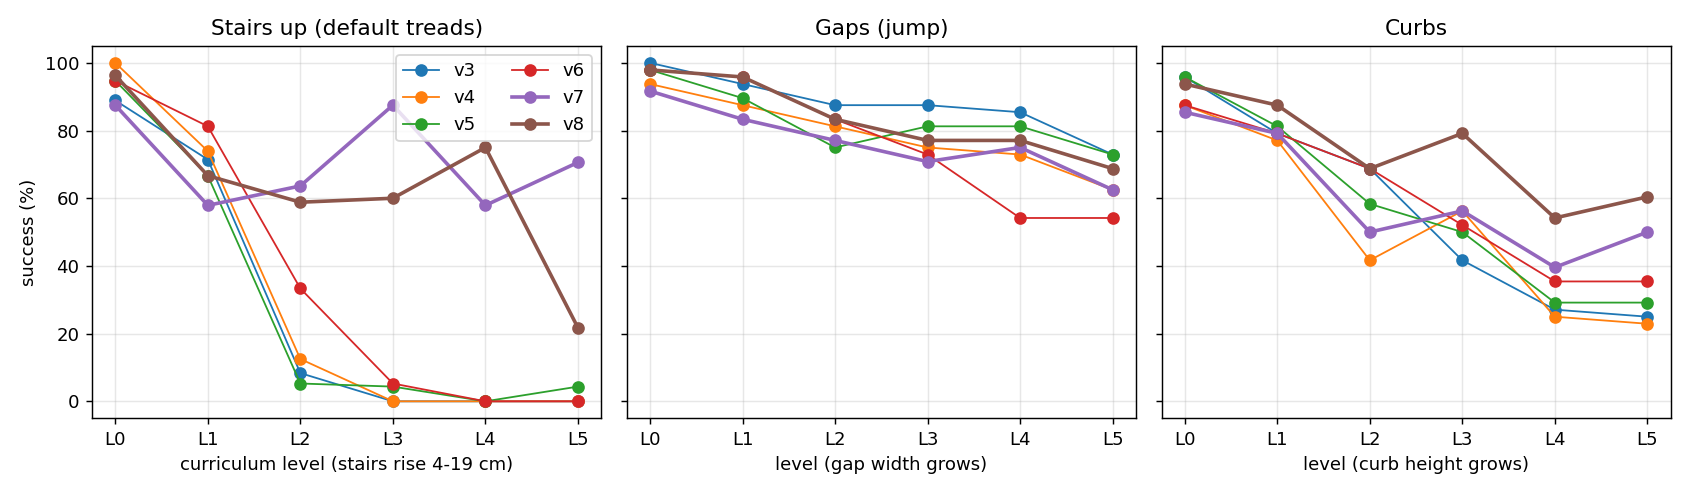 Stairs up (default treads)
Gaps (jump)
Curbs
success (%)
100
80
60
40
20
0
v3
v4
v5
v6
v7
v8
L0 L1 L2 L3 L4 L5
L0 L1 L2 L3 L4 L5
L0 L1 L2 L3 L4 L5
curriculum level (stairs rise 4-19 cm)
level (gap width grows)
level (curb height grows)